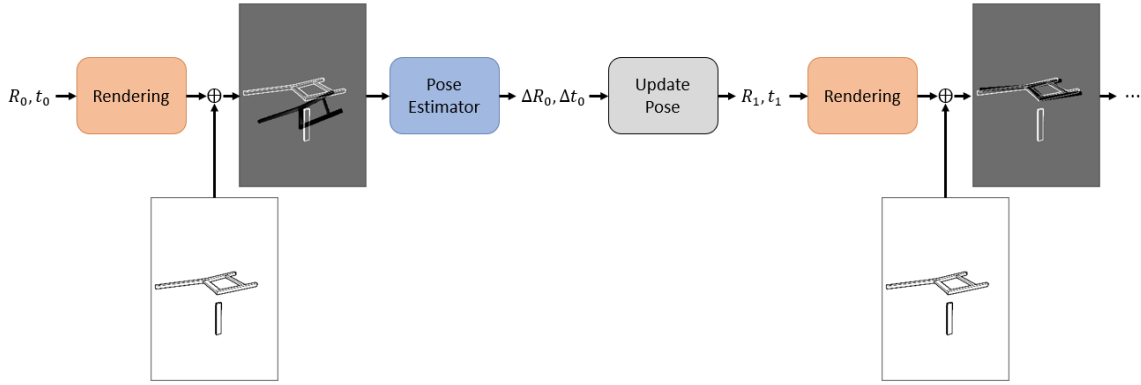 R₀, t₀
Rendering
⊕
Pose
Estimator
ΔR₀, Δt₀
Update
Pose
R₁, t₁
Rendering
⊕
...